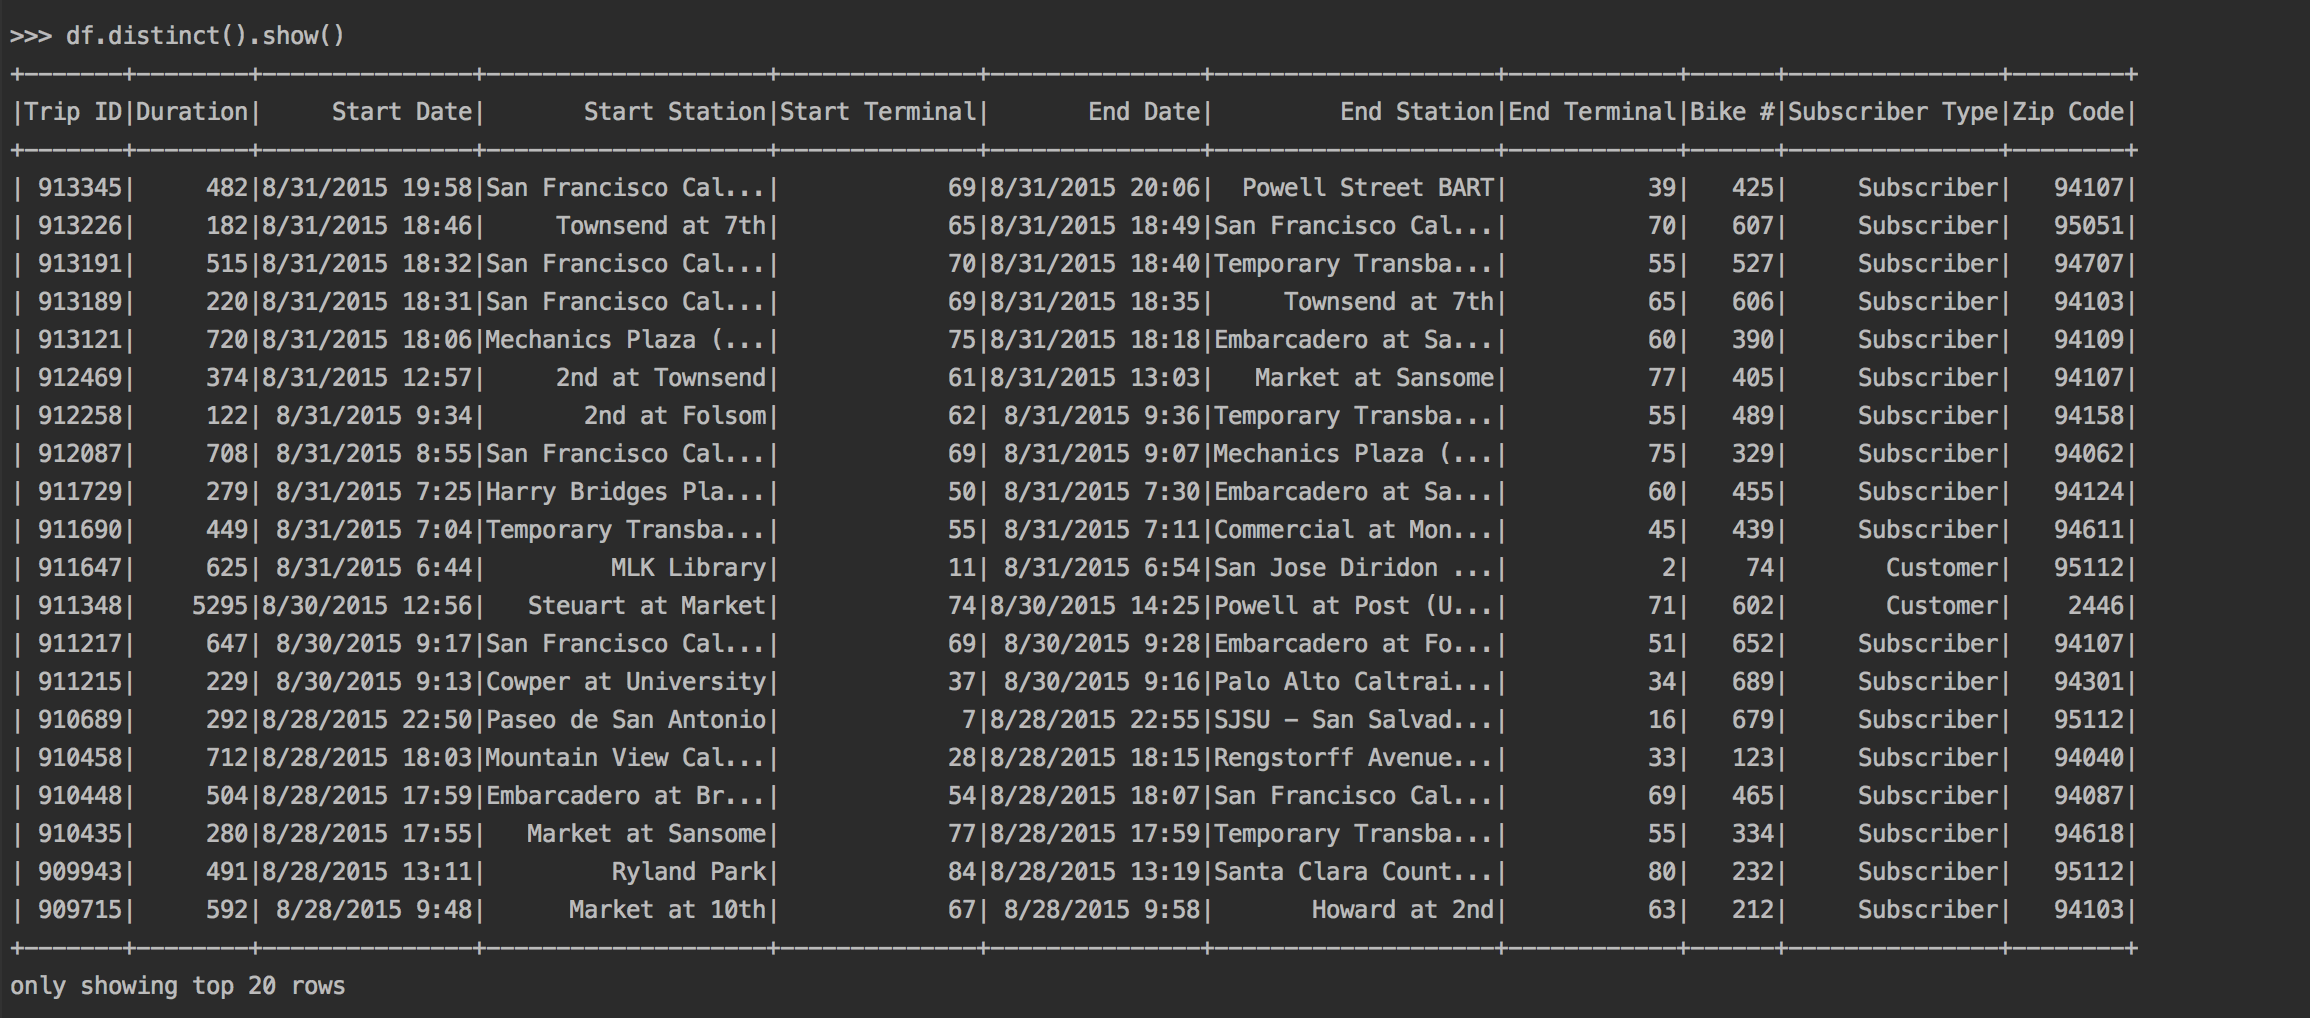 >>> df.distinct().show()
+-------+--------+---------------+--------------------+--------------+---------------+--------------------+------------+------+---------------+--------+
|Trip ID|Duration|     Start Date|       Start Station|Start Terminal|       End Date|         End Station|End Terminal|Bike #|Subscriber Type|Zip Code|
+-------+--------+---------------+--------------------+--------------+---------------+--------------------+------------+------+---------------+--------+
| 913345|     482|8/31/2015 19:58|San Francisco Cal...|            69|8/31/2015 20:06|  Powell Street BART|          39|   425|     Subscriber|   94107|
| 913226|     182|8/31/2015 18:46|     Townsend at 7th|            65|8/31/2015 18:49|San Francisco Cal...|          70|   607|     Subscriber|   95051|
| 913191|     515|8/31/2015 18:32|San Francisco Cal...|            70|8/31/2015 18:40|Temporary Transba...|          55|   527|     Subscriber|   94707|
| 913189|     220|8/31/2015 18:31|San Francisco Cal...|            69|8/31/2015 18:35|     Townsend at 7th|          65|   606|     Subscriber|   94103|
| 913121|     720|8/31/2015 18:06|Mechanics Plaza (...|            75|8/31/2015 18:18|Embarcadero at Sa...|          60|   390|     Subscriber|   94109|
| 912469|     374|8/31/2015 12:57|     2nd at Townsend|            61|8/31/2015 13:03|   Market at Sansome|          77|   405|     Subscriber|   94107|
| 912258|     122| 8/31/2015 9:34|       2nd at Folsom|            62| 8/31/2015 9:36|Temporary Transba...|          55|   489|     Subscriber|   94158|
| 912087|     708| 8/31/2015 8:55|San Francisco Cal...|            69| 8/31/2015 9:07|Mechanics Plaza (...|          75|   329|     Subscriber|   94062|
| 911729|     279| 8/31/2015 7:25|Harry Bridges Pla...|            50| 8/31/2015 7:30|Embarcadero at Sa...|          60|   455|     Subscriber|   94124|
| 911690|     449| 8/31/2015 7:04|Temporary Transba...|            55| 8/31/2015 7:11|Commercial at Mon...|          45|   439|     Subscriber|   94611|
| 911647|     625| 8/31/2015 6:44|         MLK Library|            11| 8/31/2015 6:54|San Jose Diridon ...|           2|    74|       Customer|   95112|
| 911348|    5295|8/30/2015 12:56|   Steuart at Market|            74|8/30/2015 14:25|Powell at Post (U...|          71|   602|       Customer|    2446|
| 911217|     647| 8/30/2015 9:17|San Francisco Cal...|            69| 8/30/2015 9:28|Embarcadero at Fo...|          51|   652|     Subscriber|   94107|
| 911215|     229| 8/30/2015 9:13|Cowper at University|            37| 8/30/2015 9:16|Palo Alto Caltrai...|          34|   689|     Subscriber|   94301|
| 910689|     292|8/28/2015 22:50|Paseo de San Antonio|             7|8/28/2015 22:55|SJSU - San Salvad...|          16|   679|     Subscriber|   95112|
| 910458|     712|8/28/2015 18:03|Mountain View Cal...|            28|8/28/2015 18:15|Rengstorff Avenue...|          33|   123|     Subscriber|   94040|
| 910448|     504|8/28/2015 17:59|Embarcadero at Br...|            54|8/28/2015 18:07|San Francisco Cal...|          69|   465|     Subscriber|   94087|
| 910435|     280|8/28/2015 17:55|   Market at Sansome|            77|8/28/2015 17:59|Temporary Transba...|          55|   334|     Subscriber|   94618|
| 909943|     491|8/28/2015 13:11|         Ryland Park|            84|8/28/2015 13:19|Santa Clara Count...|          80|   232|     Subscriber|   95112|
| 909715|     592| 8/28/2015 9:48|      Market at 10th|            67| 8/28/2015 9:58|       Howard at 2nd|          63|   212|     Subscriber|   94103|
+-------+--------+---------------+--------------------+--------------+---------------+--------------------+------------+------+---------------+--------+
only showing top 20 rows